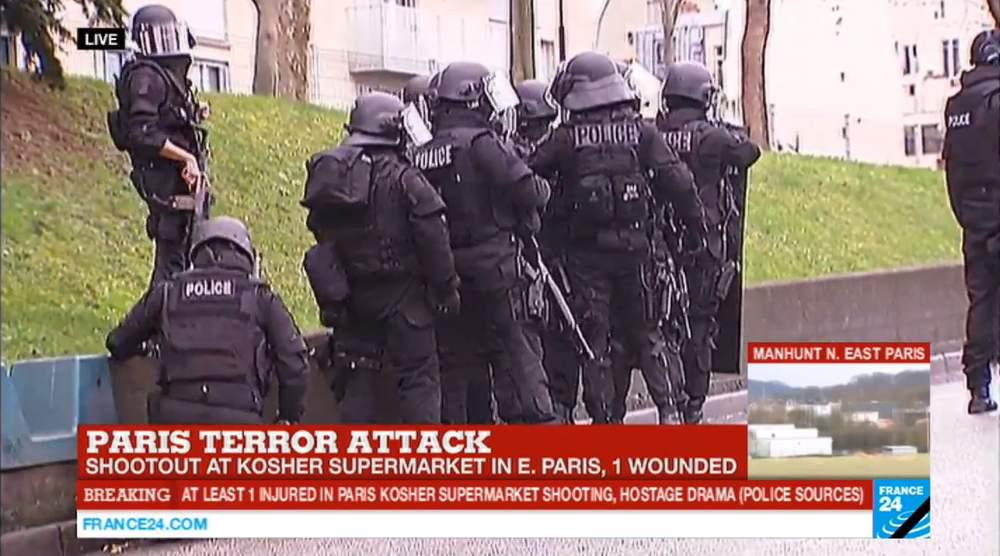 LIVE
POLICE
POLICE
POLICE
POLICE
POLICE
MANHUNT N. EAST PARIS
PARIS TERROR ATTACK
SHOOTOUT AT KOSHER SUPERMARKET IN E. PARIS, 1 WOUNDED
BREAKING AT LEAST 1 INJURED IN PARIS KOSHER SUPERMARKET SHOOTING, HOSTAGE DRAMA (POLICE SOURCES)
FRANCE 24
FRANCE24.COM